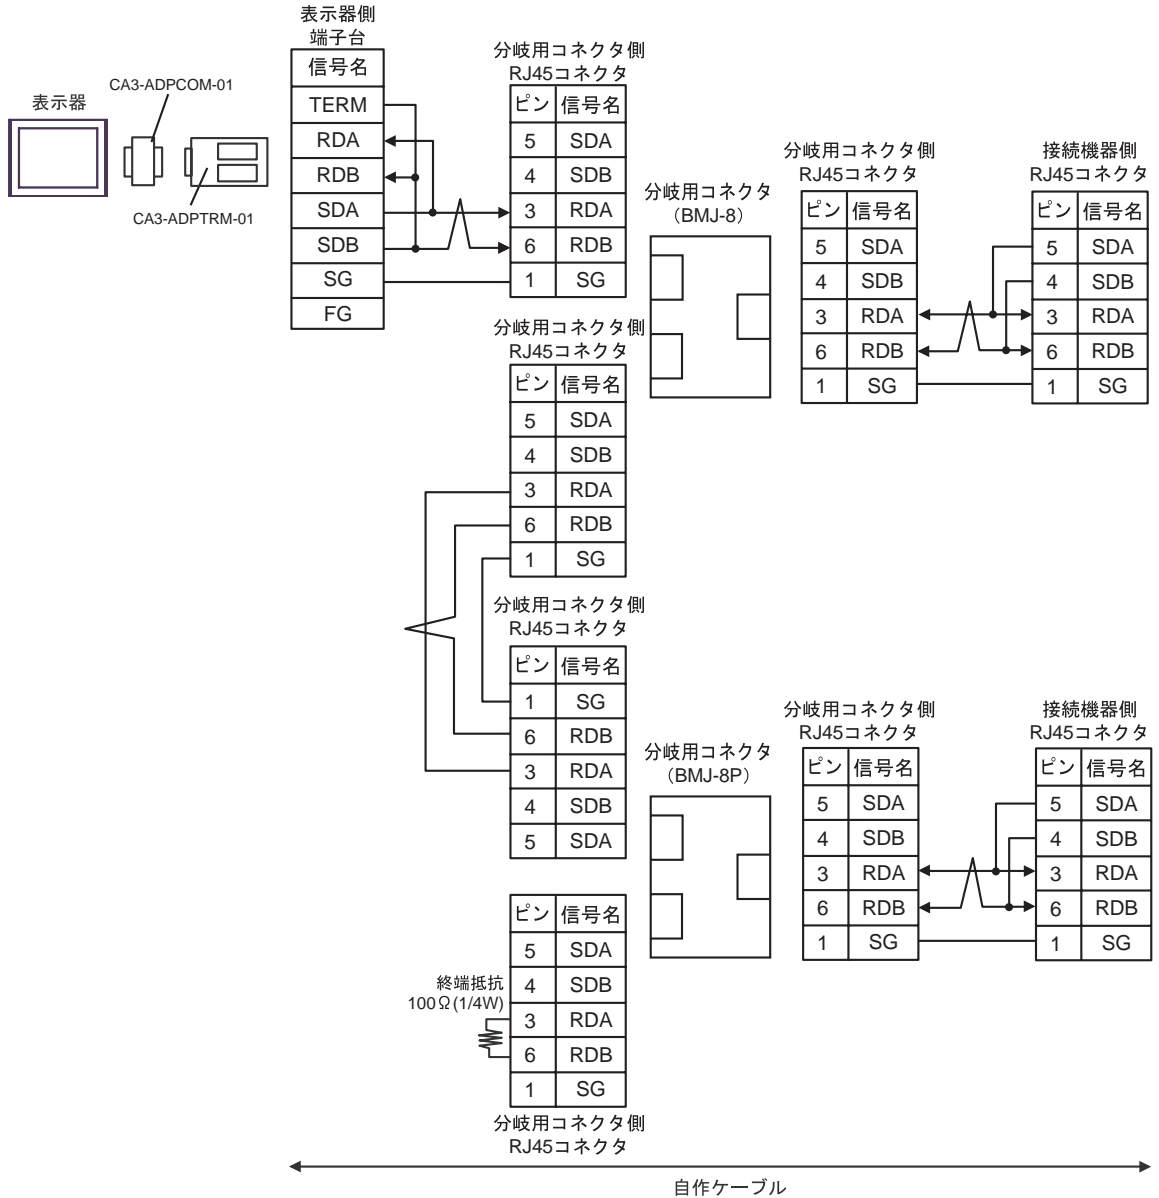 表示器
CA3-ADPCOM-01
CA3-ADPTRM-01
表示器側
端子台
信号名
TERM
RDA
RDB
SDA
SDB
SG
FG
分岐用コネクタ側
RJ45コネクタ
ピン 信号名
5 SDA
4 SDB
3 RDA
6 RDB
1 SG
分岐用コネクタ
（BMJ-8）
分岐用コネクタ側
RJ45コネクタ
ピン 信号名
5 SDA
4 SDB
3 RDA
6 RDB
1 SG
接続機器側
RJ45コネクタ
ピン 信号名
5 SDA
4 SDB
3 RDA
6 RDB
1 SG
分岐用コネクタ側
RJ45コネクタ
ピン 信号名
5 SDA
4 SDB
3 RDA
6 RDB
1 SG
分岐用コネクタ側
RJ45コネクタ
ピン 信号名
1 SG
6 RDB
3 RDA
4 SDB
5 SDA
分岐用コネクタ
（BMJ-8P）
分岐用コネクタ側
RJ45コネクタ
ピン 信号名
5 SDA
4 SDB
3 RDA
6 RDB
1 SG
接続機器側
RJ45コネクタ
ピン 信号名
5 SDA
4 SDB
3 RDA
6 RDB
1 SG
終端抵抗
100Ω(1/4W)
ピン 信号名
5 SDA
4 SDB
3 RDA
6 RDB
1 SG
分岐用コネクタ側
RJ45コネクタ
自作ケーブル